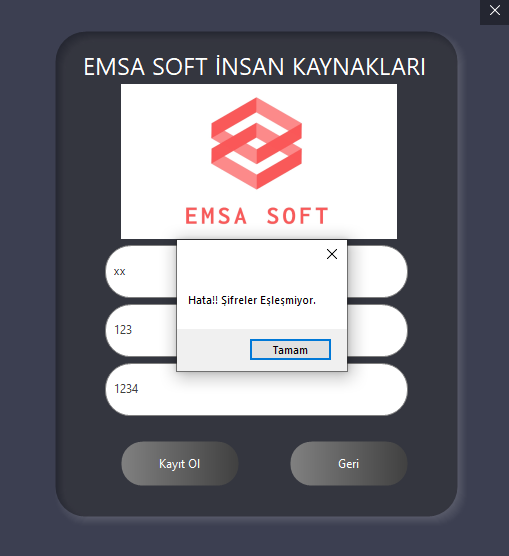 EMSA SOFT İNSAN KAYNAKLARI
EMSA SOFT
xx
Hata!! Şifreler Eşleşmiyor.
123
Tamam
1234
Kayıt Ol
Geri